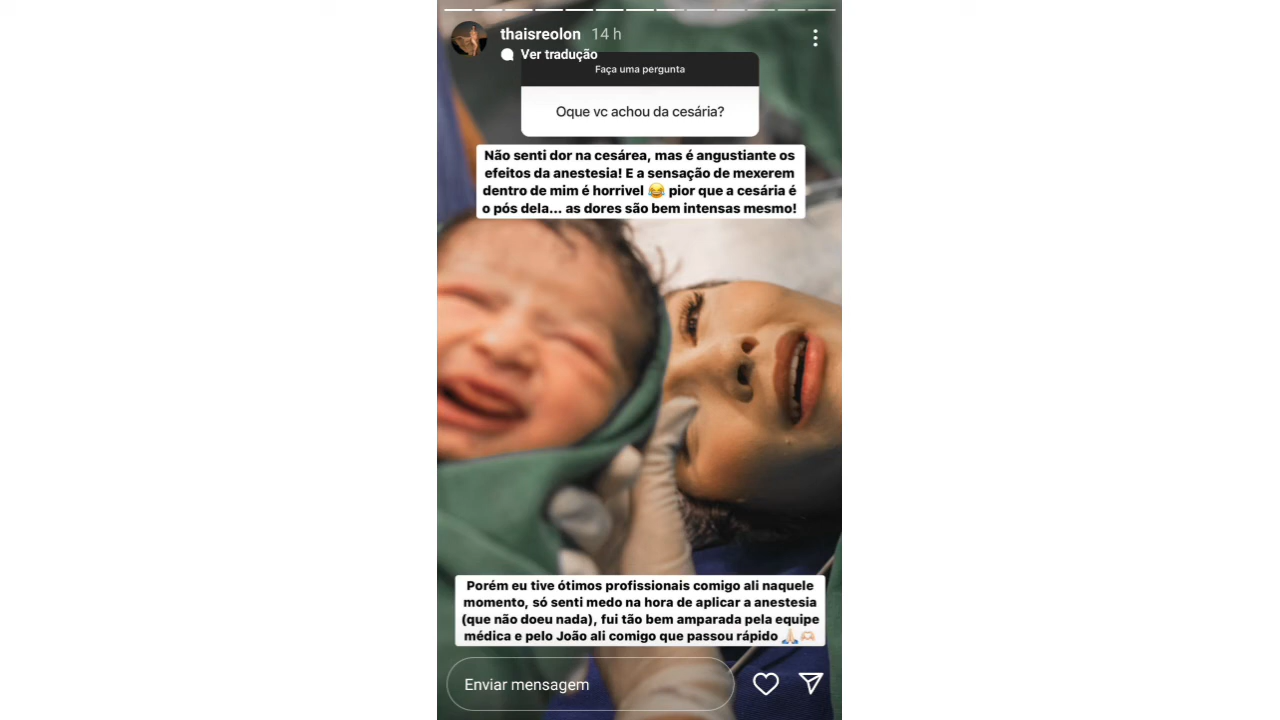 thaisreolon 14 h
Ver tradução
Faça uma pergunta
Oque vc achou da cesária?
Não senti dor na cesárea, mas é angustiante os
efeitos da anestesia! E a sensação de mexerem
dentro de mim é horrivel 😂 pior que a cesária é
o pós dela... as dores são bem intensas mesmo!
Porém eu tive ótimos profissionais comigo ali naquele
momento, só senti medo na hora de aplicar a anestesia
(que não doeu nada), fui tão bem amparada pela equipe
médica e pelo João ali comigo que passou rápido 🙏🏻🫶🏻
Enviar mensagem